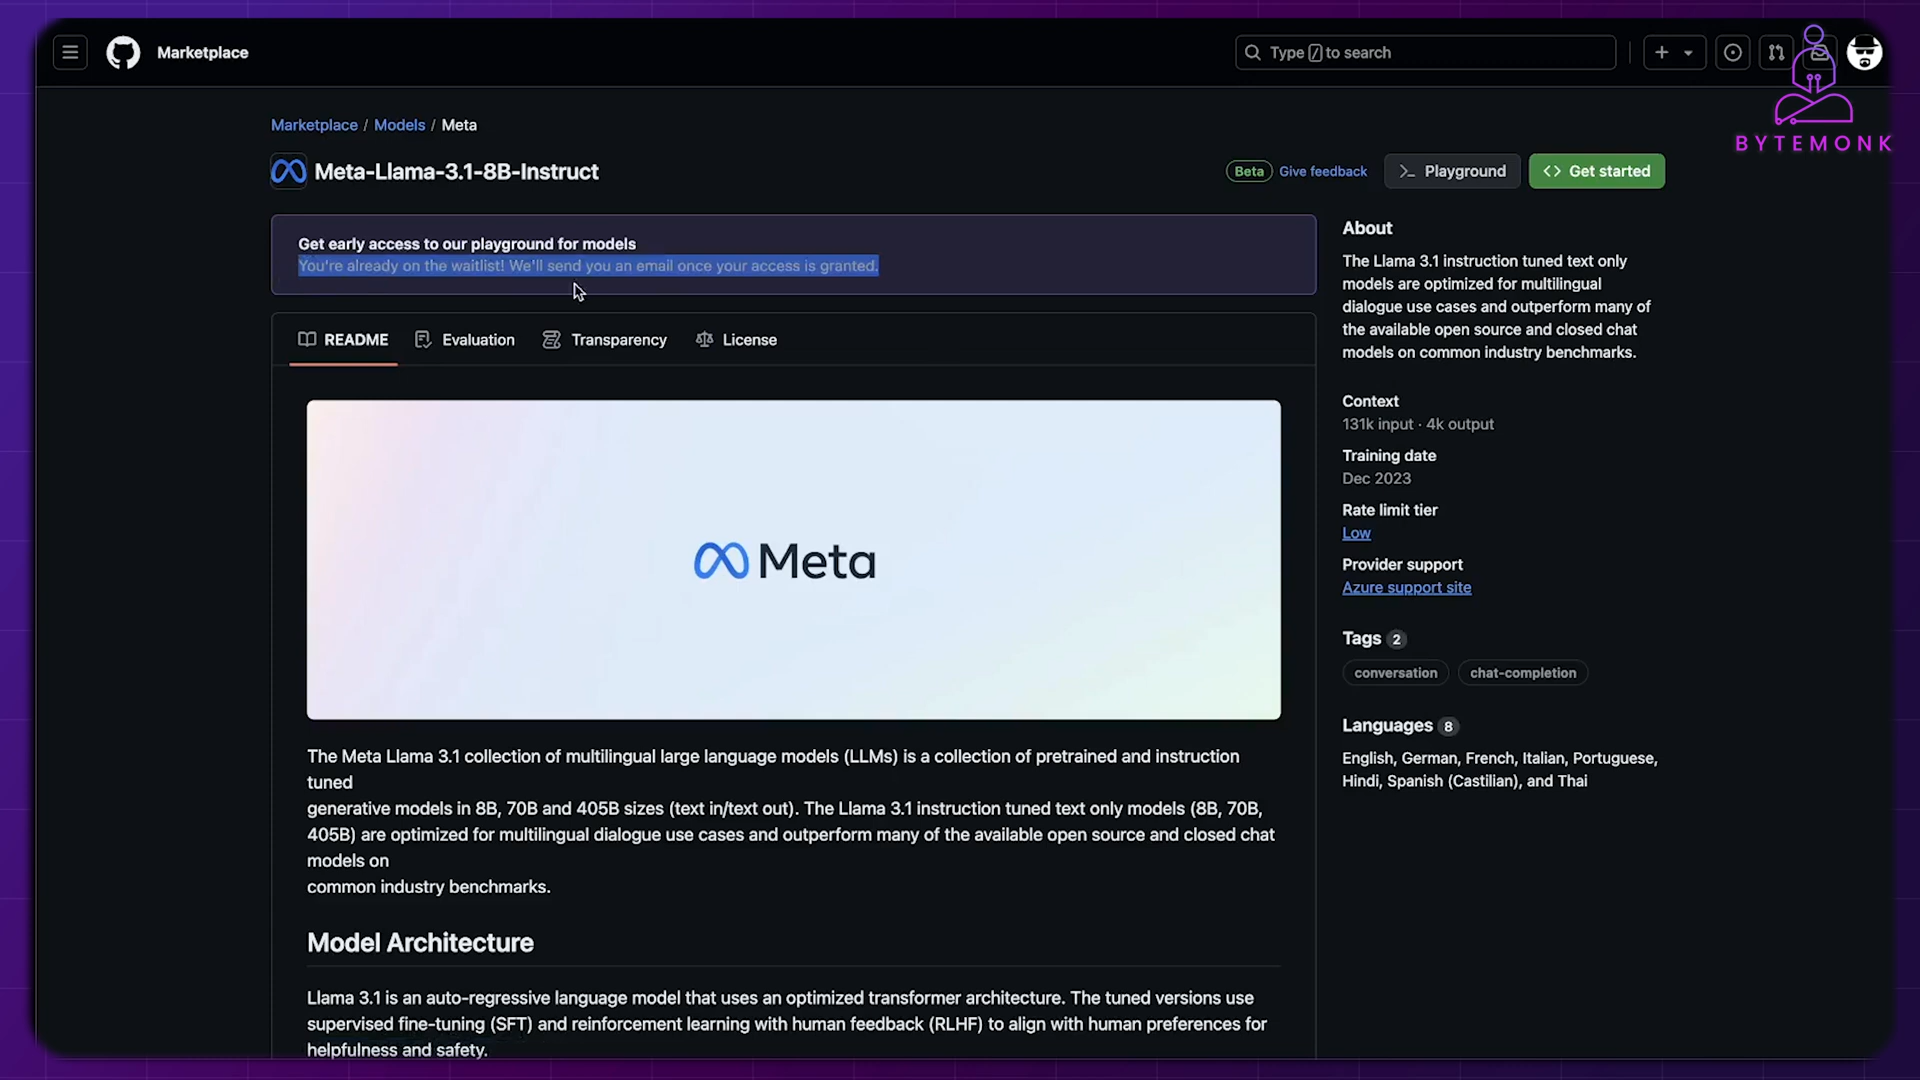 Marketplace
Type / to search
BYTEMONK
Marketplace / Models / Meta
Meta-Llama-3.1-8B-Instruct
Beta
Give feedback
Playground
Get started
Get early access to our playground for models
You're already on the waitlist! We'll send you an email once your access is granted.
README
Evaluation
Transparency
License
Meta
The Meta Llama 3.1 collection of multilingual large language models (LLMs) is a collection of pretrained and instruction
tuned
generative models in 8B, 70B and 405B sizes (text in/text out). The Llama 3.1 instruction tuned text only models (8B, 70B,
405B) are optimized for multilingual dialogue use cases and outperform many of the available open source and closed chat
models on
common industry benchmarks.
Model Architecture
Llama 3.1 is an auto-regressive language model that uses an optimized transformer architecture. The tuned versions use
supervised fine-tuning (SFT) and reinforcement learning with human feedback (RLHF) to align with human preferences for
helpfulness and safety.
About
The Llama 3.1 instruction tuned text only
models are optimized for multilingual
dialogue use cases and outperform many of
the available open source and closed chat
models on common industry benchmarks.
Context
131k input · 4k output
Training date
Dec 2023
Rate limit tier
Low
Provider support
Azure support site
Tags 2
conversation
chat-completion
Languages 8
English, German, French, Italian, Portuguese,
Hindi, Spanish (Castilian), and Thai